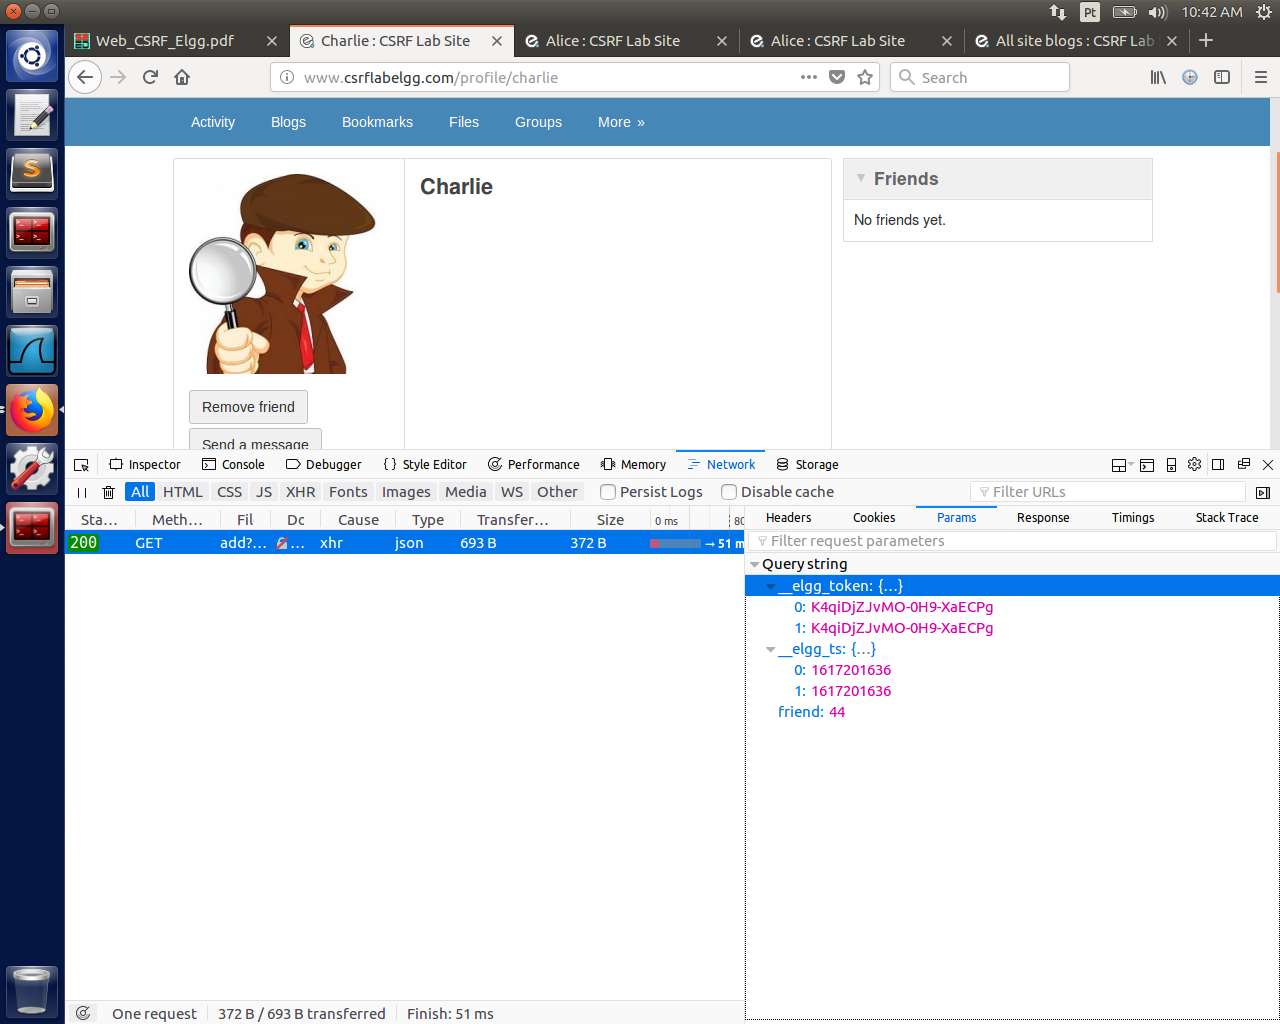 Pt
10:42 AM
Web_CSRF_Elgg.pdf
Charlie : CSRF Lab Site
Alice : CSRF Lab Site
Alice : CSRF Lab Site
All site blogs : CSRF Lab S
www.csrflabelgg.com/profile/charlie
Search
Activity
Blogs
Bookmarks
Files
Groups
More »
Charlie
Friends
No friends yet.
Remove friend
Send a message
Inspector
Console
Debugger
Style Editor
Performance
Memory
Network
Storage
All
HTML
CSS
JS
XHR
Fonts
Images
Media
WS
Other
Persist Logs
Disable cache
Filter URLs
Sta…
Meth…
Fil
Dc
Cause
Type
Transfer…
Size
0 ms
80
Headers
Cookies
Params
Response
Timings
Stack Trace
200
GET
add?…
…
xhr
json
693 B
372 B
→ 51 m
Filter request parameters
Query string
__elgg_token: {…}
0: K4qiDjZJvMO-0H9-XaECPg
1: K4qiDjZJvMO-0H9-XaECPg
__elgg_ts: {…}
0: 1617201636
1: 1617201636
friend: 44
One request
372 B / 693 B transferred
Finish: 51 ms